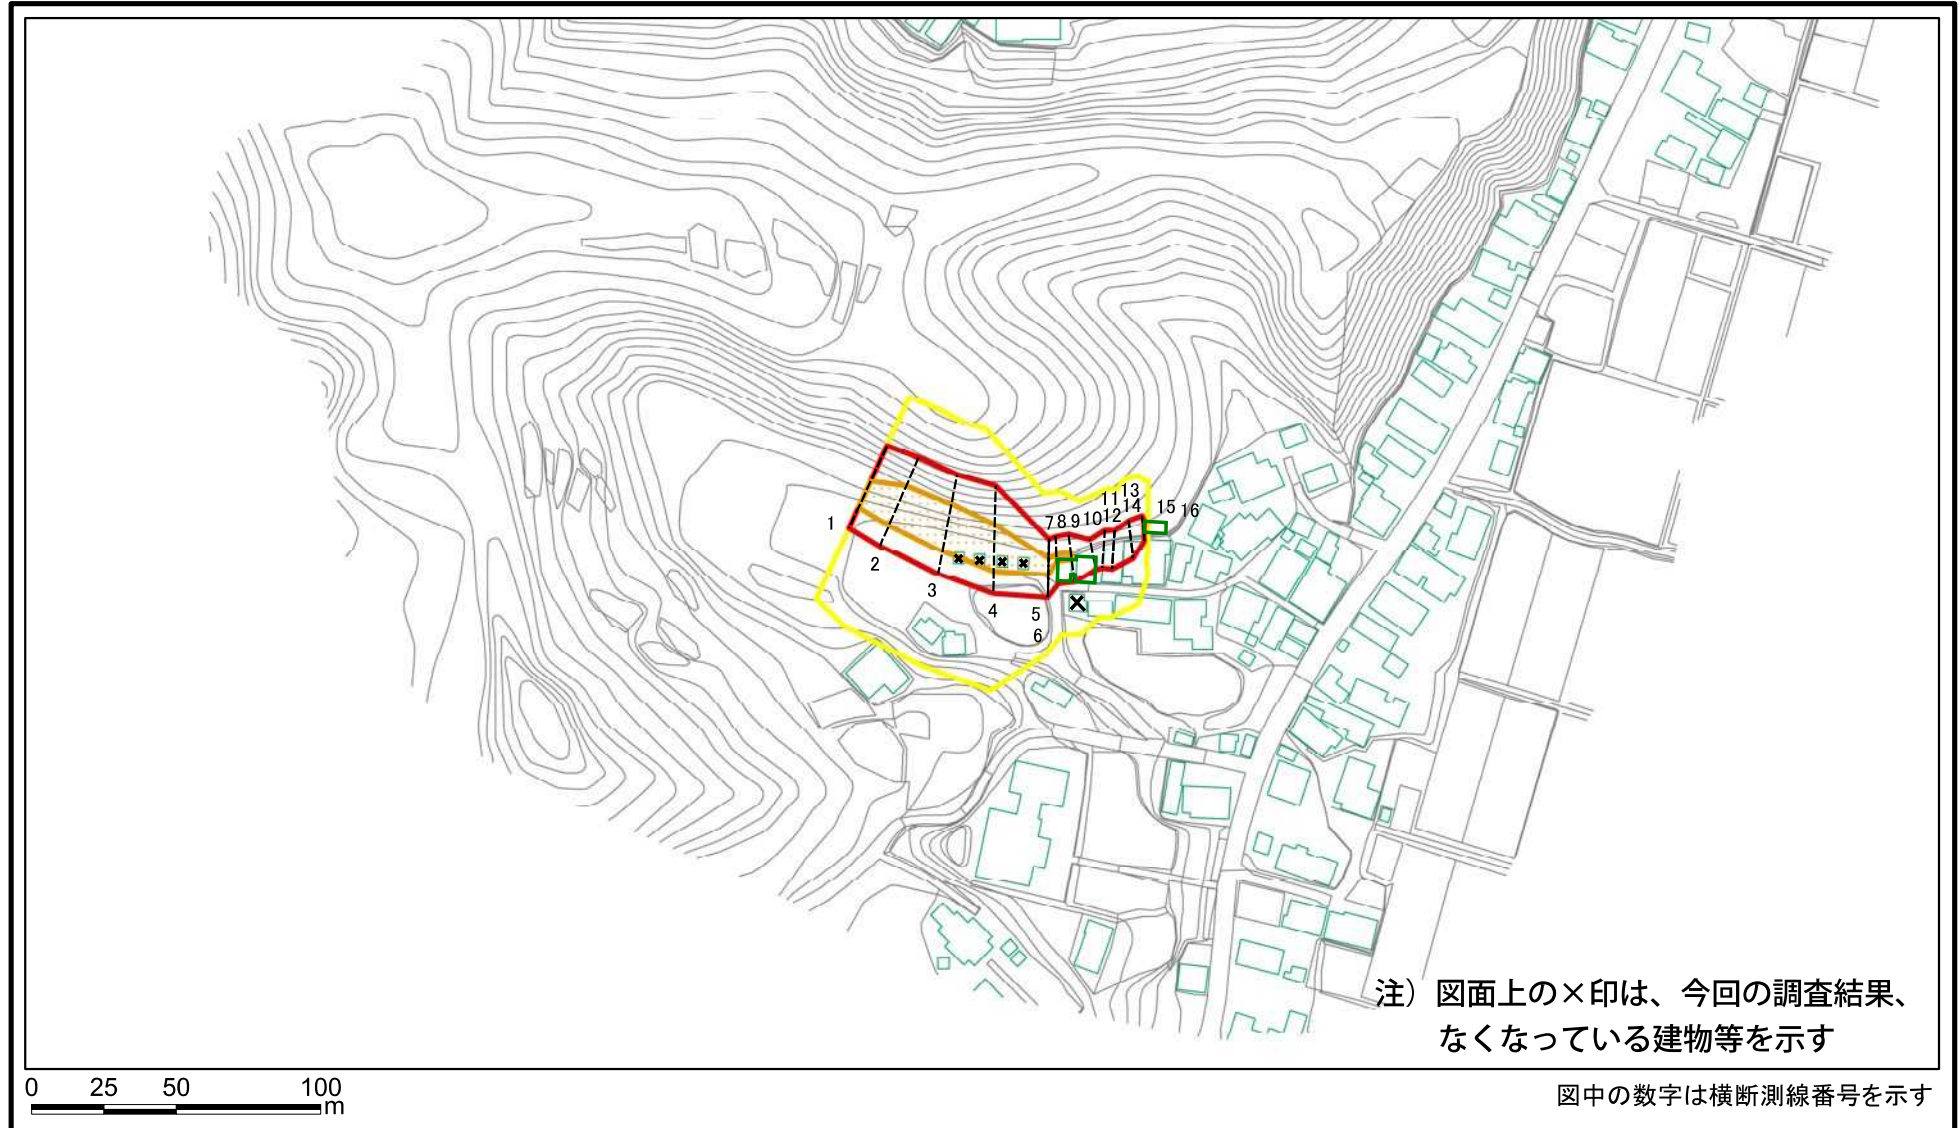 13
11
14
15 16
7 8 9 10 12
1
2
3
4
5
6
注）図面上の×印は、今回の調査結果、
なくなっている建物等を示す
0 25 50 100
m
図中の数字は横断測線番号を示す